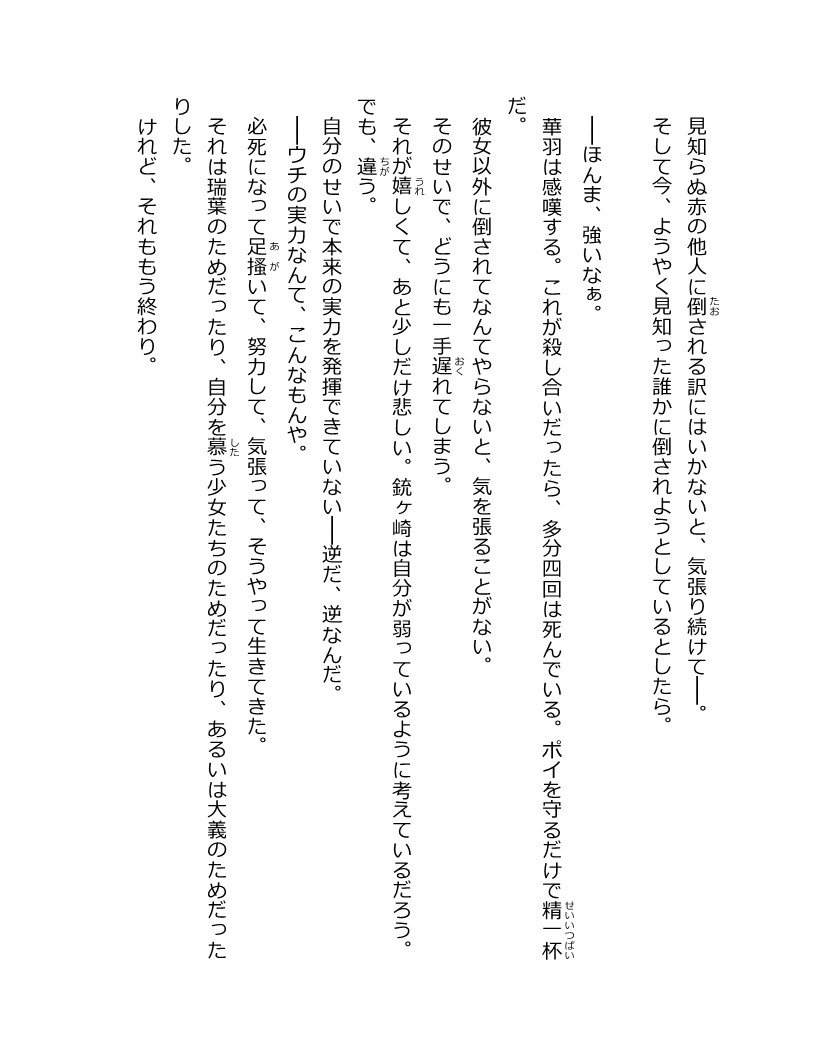 見知らぬ赤の他人に倒される訳にはいかないと、気張り続けて――。
そして今、ようやく見知った誰かに倒されようとしているとしたら。
――ほんま、強いなぁ。
華羽は感嘆する。これが殺し合いだったら、多分四回は死んでいる。ポイを守るだけで精一杯
だ。
彼女以外に倒されてなんてやらないと、気を張ることがない。
そのせいで、どうにも一手遅れてしまう。
それが嬉しくて、あと少しだけ悲しい。銃ヶ崎は自分が弱っているように考えているだろう。
でも、違う。
自分のせいで本来の実力を発揮できていない――逆だ、逆なんだ。
――ウチの実力なんて、こんなもんや。
必死になって足掻いて、努力して、気張って、そうやって生きてきた。
それは瑞葉のためだったり、自分を慕う少女たちのためだったり、あるいは大義のためだった
りした。
けれど、それももう終わり。